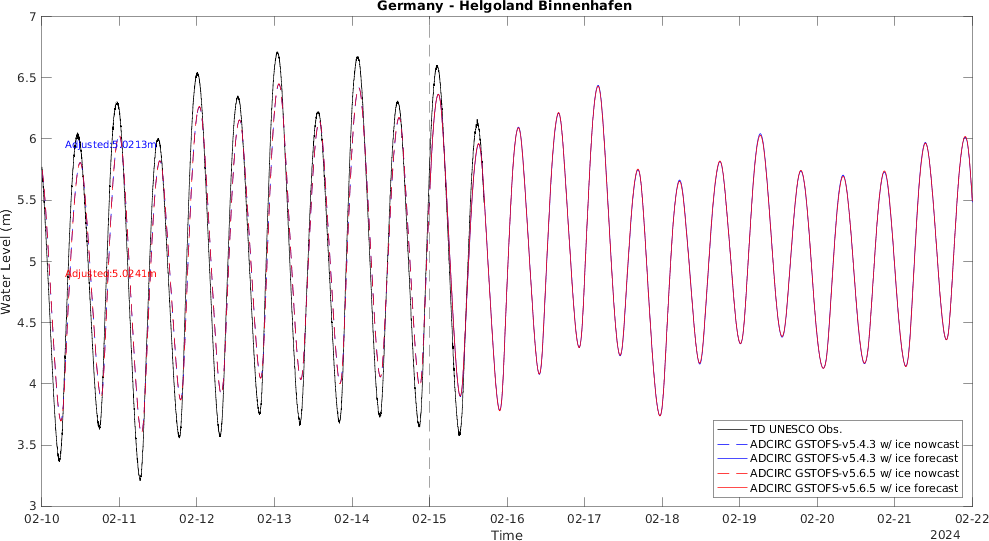 Germany - Helgoland Binnenhafen
7
6.5
6
5.5
5
4.5
4
3.5
3
Water Level (m)
Adjusted:5.0213m
Adjusted:5.0241m
TD UNESCO Obs.
ADCIRC GSTOFS-v5.4.3 w/ ice nowcast
ADCIRC GSTOFS-v5.4.3 w/ ice forecast
ADCIRC GSTOFS-v5.6.5 w/ ice nowcast
ADCIRC GSTOFS-v5.6.5 w/ ice forecast
02-10 02-11 02-12 02-13 02-14 02-15 02-16 02-17 02-18 02-19 02-20 02-21 02-22
Time
2024